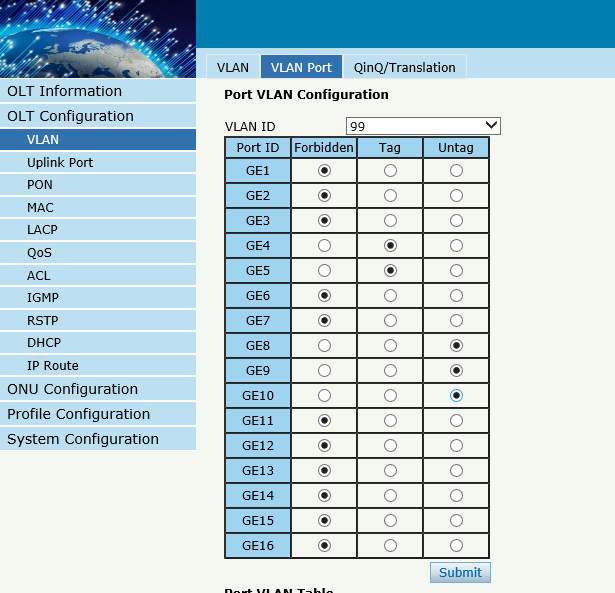 VLAN VLAN Port QinQ/Translation
OLT Information
OLT Configuration
VLAN
Uplink Port
PON
MAC
LACP
QoS
ACL
IGMP
RSTP
DHCP
IP Route
ONU Configuration
Profile Configuration
System Configuration
Port VLAN Configuration
VLAN ID 99
Port ID Forbidden Tag Untag
GE1
GE2
GE3
GE4
GE5
GE6
GE7
GE8
GE9
GE10
GE11
GE12
GE13
GE14
GE15
GE16
Submit
Port VLAN Table